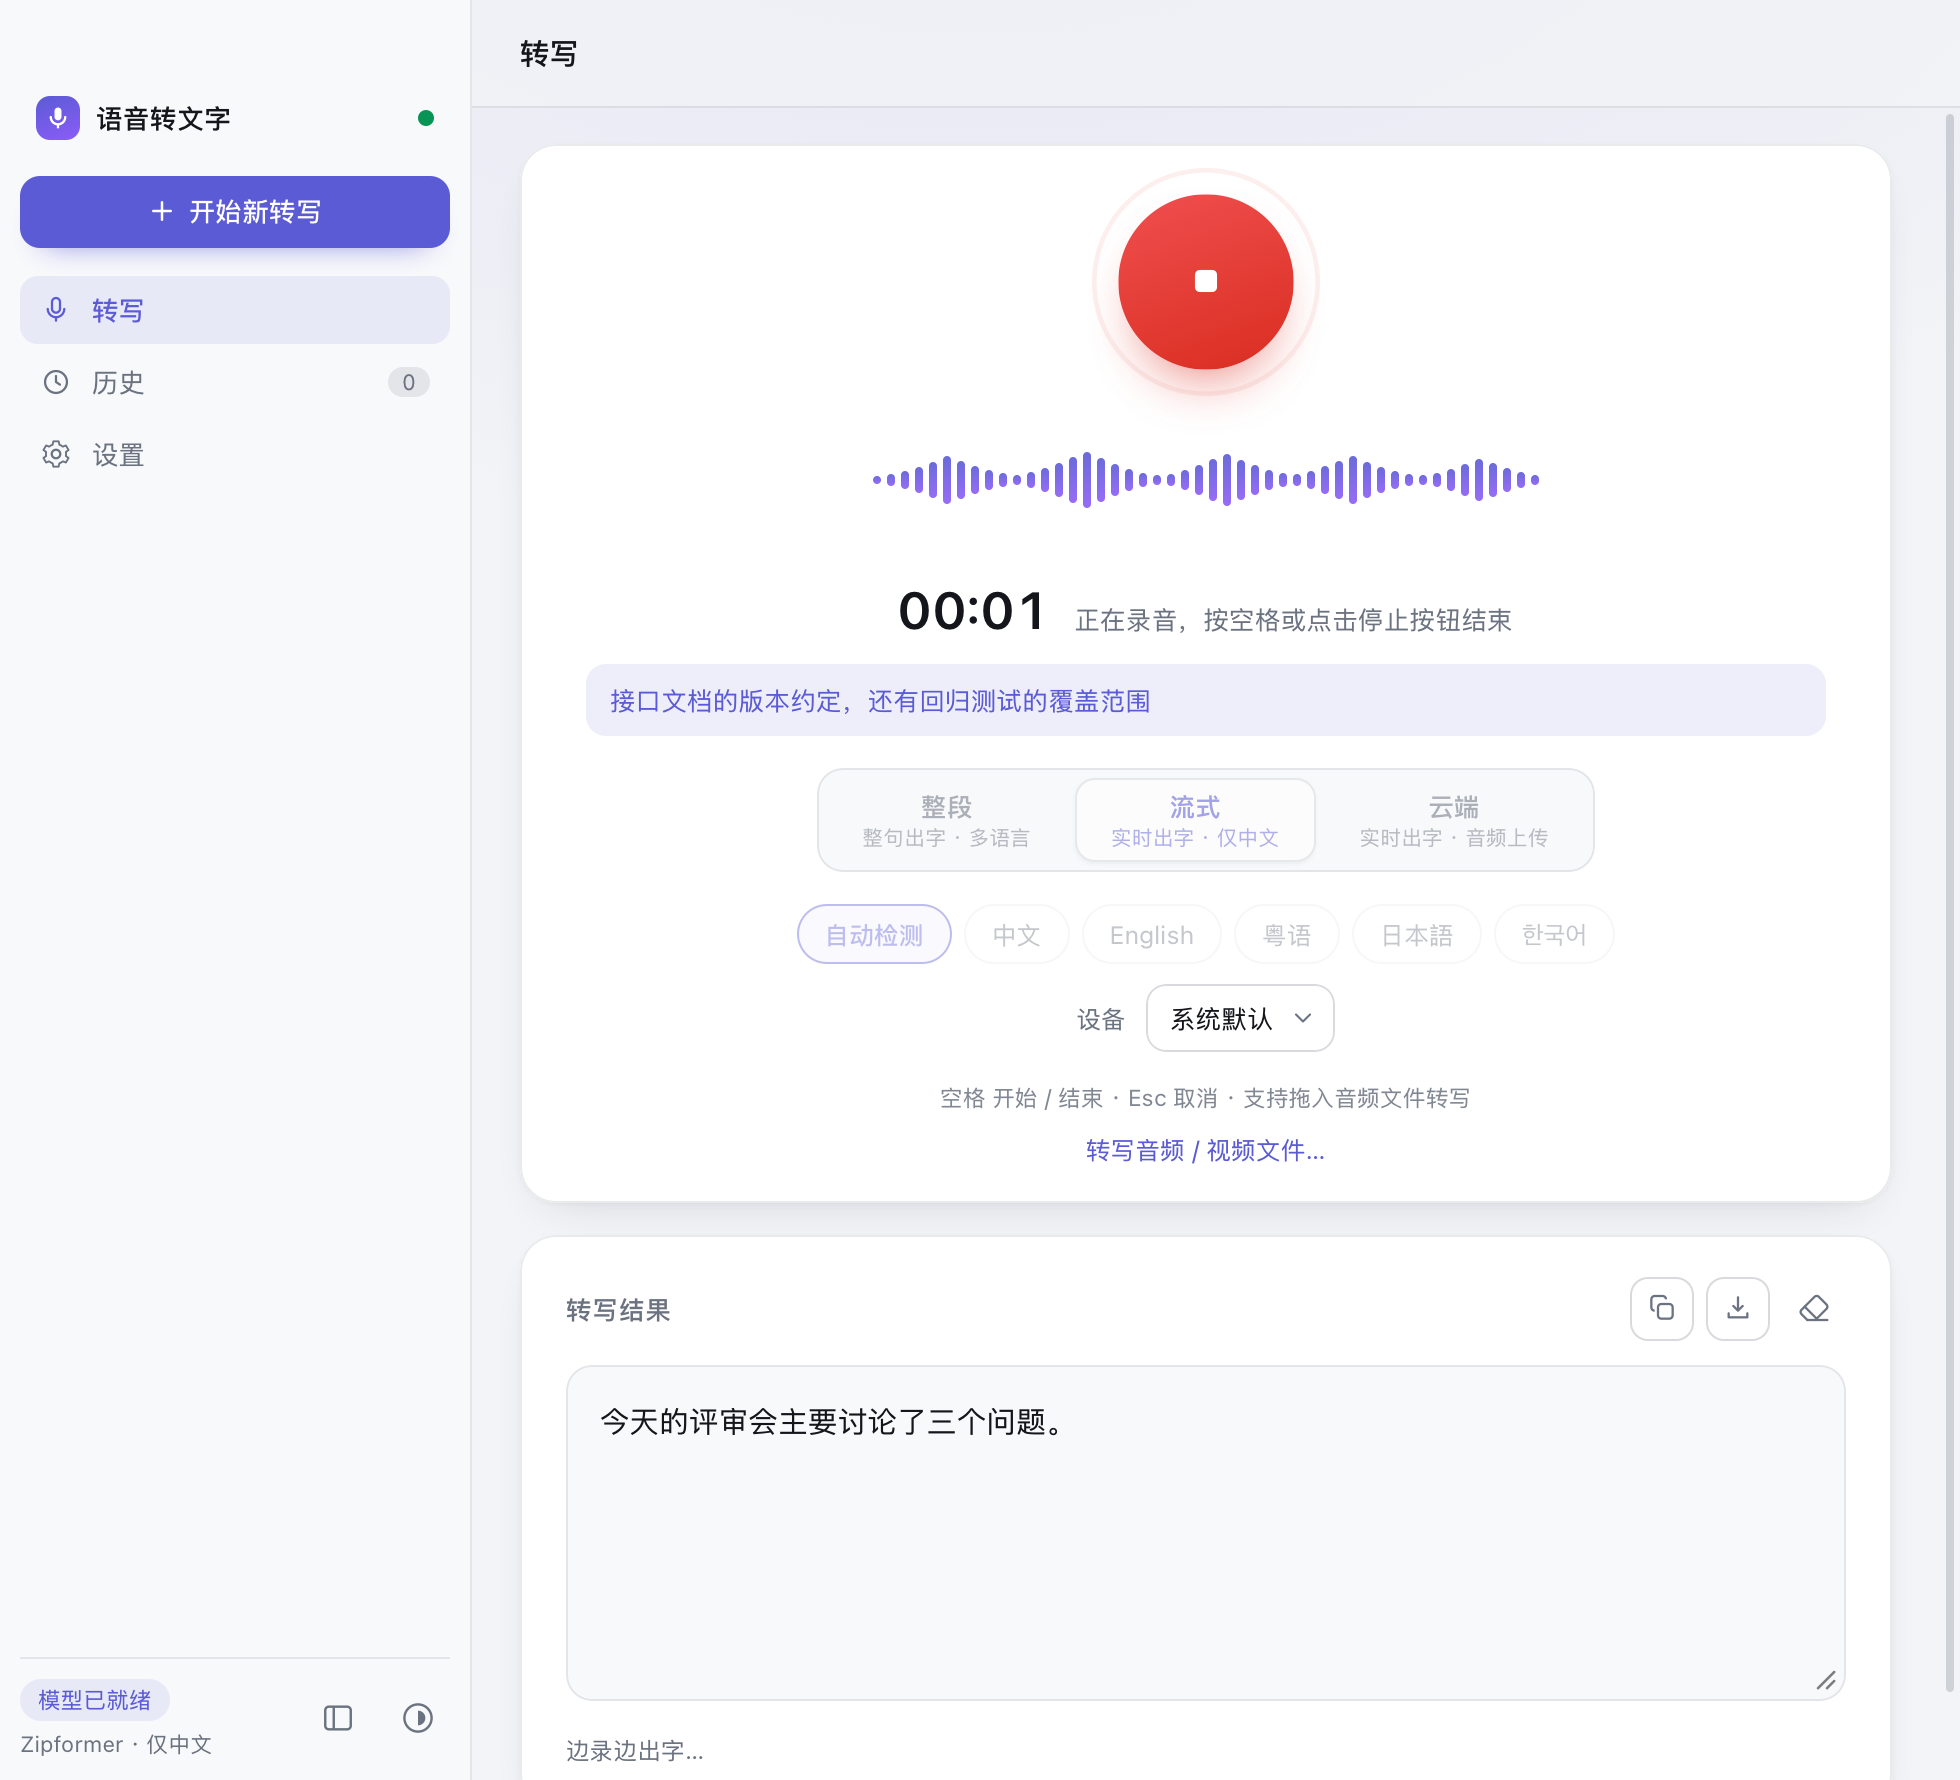 转写
语音转文字
开始新转写
转写
历史
0
设置
00:01
正在录音，按空格或点击停止按钮结束
接口文档的版本约定，还有回归测试的覆盖范围
整段
整句出字 · 多语言
流式
实时出字 · 仅中文
云端
实时出字 · 音频上传
自动检测
中文
English
粤语
日本語
한국어
设备
系统默认
空格 开始 / 结束 · Esc 取消 · 支持拖入音频文件转写
转写音频 / 视频文件...
转写结果
今天的评审会主要讨论了三个问题。
边录边出字...
模型已就绪
Zipformer · 仅中文